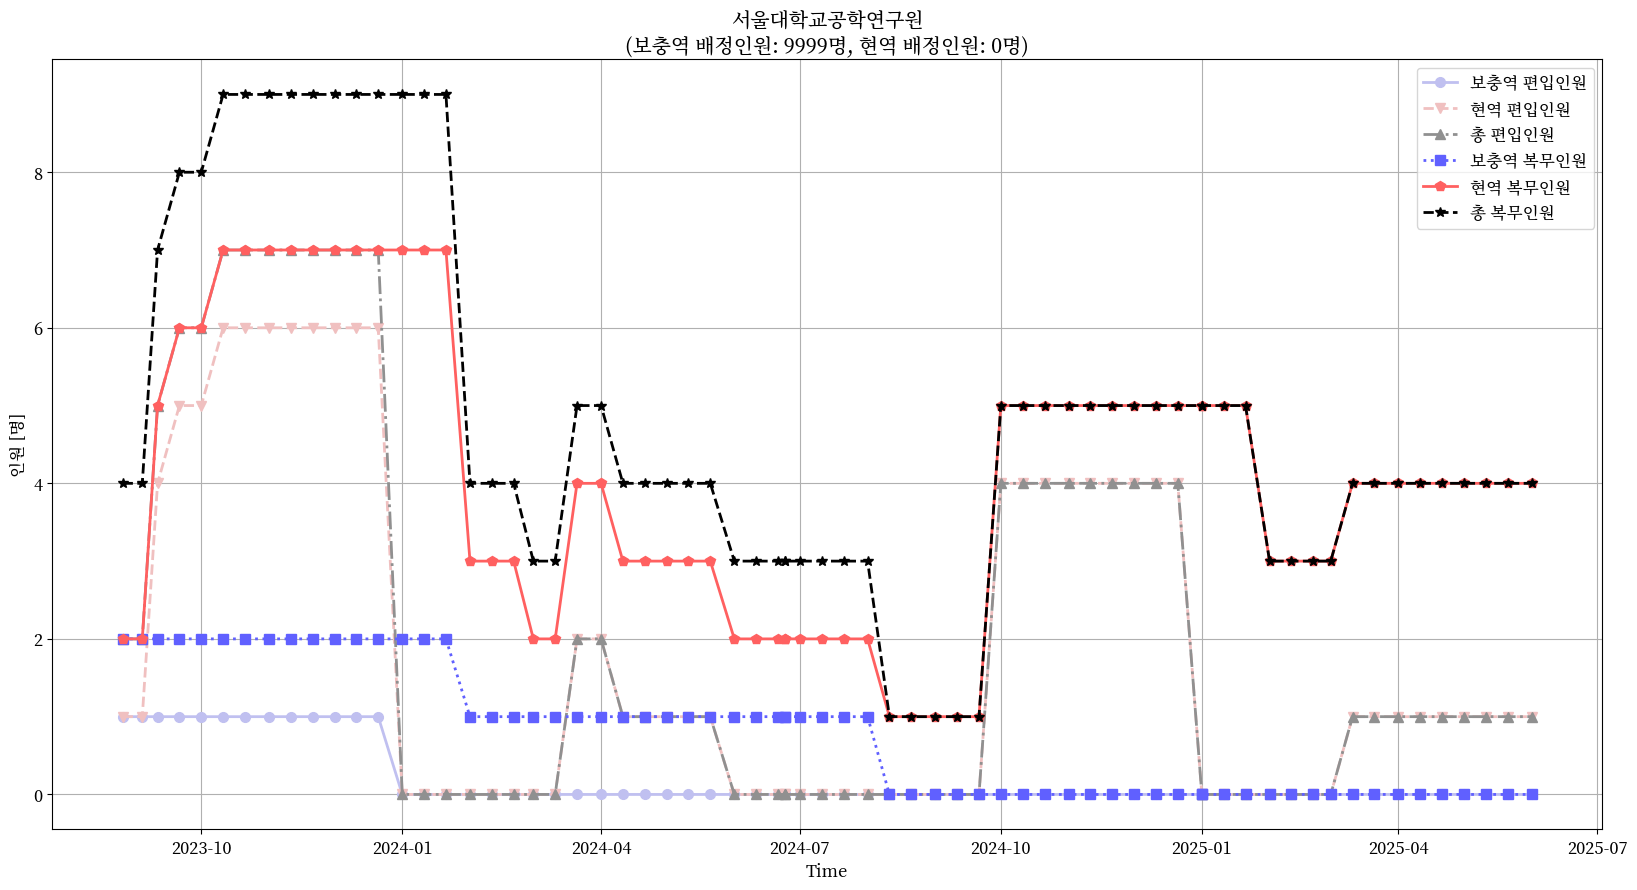 서울대학교공학연구원
(보충역 배정인원: 9999명, 현역 배정인원: 0명)
보충역 편입인원
현역 편입인원
총 편입인원
보충역 복무인원
현역 복무인원
총 복무인원
인원 [명]
8
6
4
2
0
2023-10
2024-01
2024-04
2024-07
2024-10
2025-01
2025-04
2025-07
Time